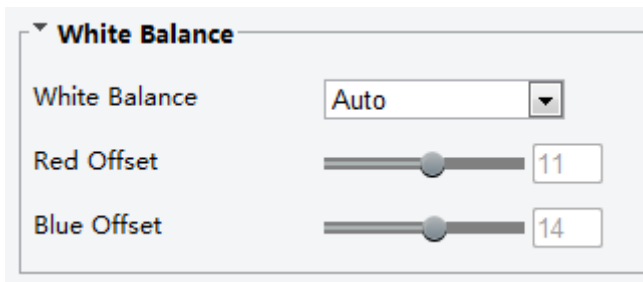 White Balance
White Balance Auto
Red Offset 11
Blue Offset 14